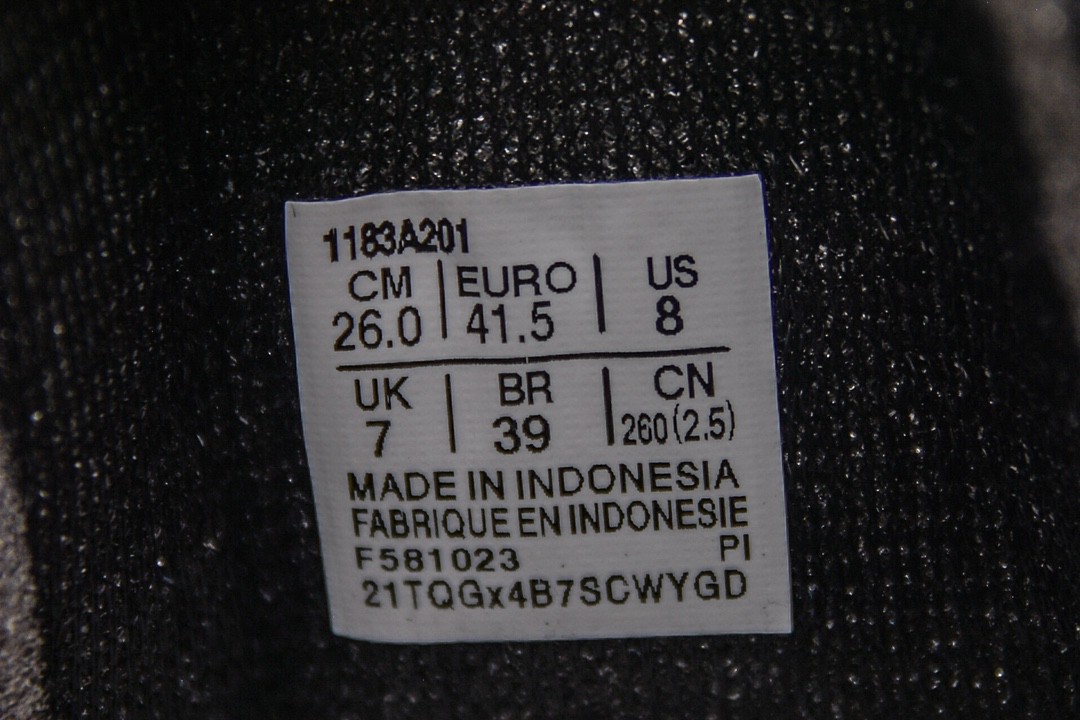 1183A201
CM | EURO | US
26.0 | 41.5 | 8
UK | BR | CN
7 | 39 | 260(2.5)
MADE IN INDONESIA
FABRIQUE EN INDONESIE
F581023 PI
21TQGx4B7SCWYGD